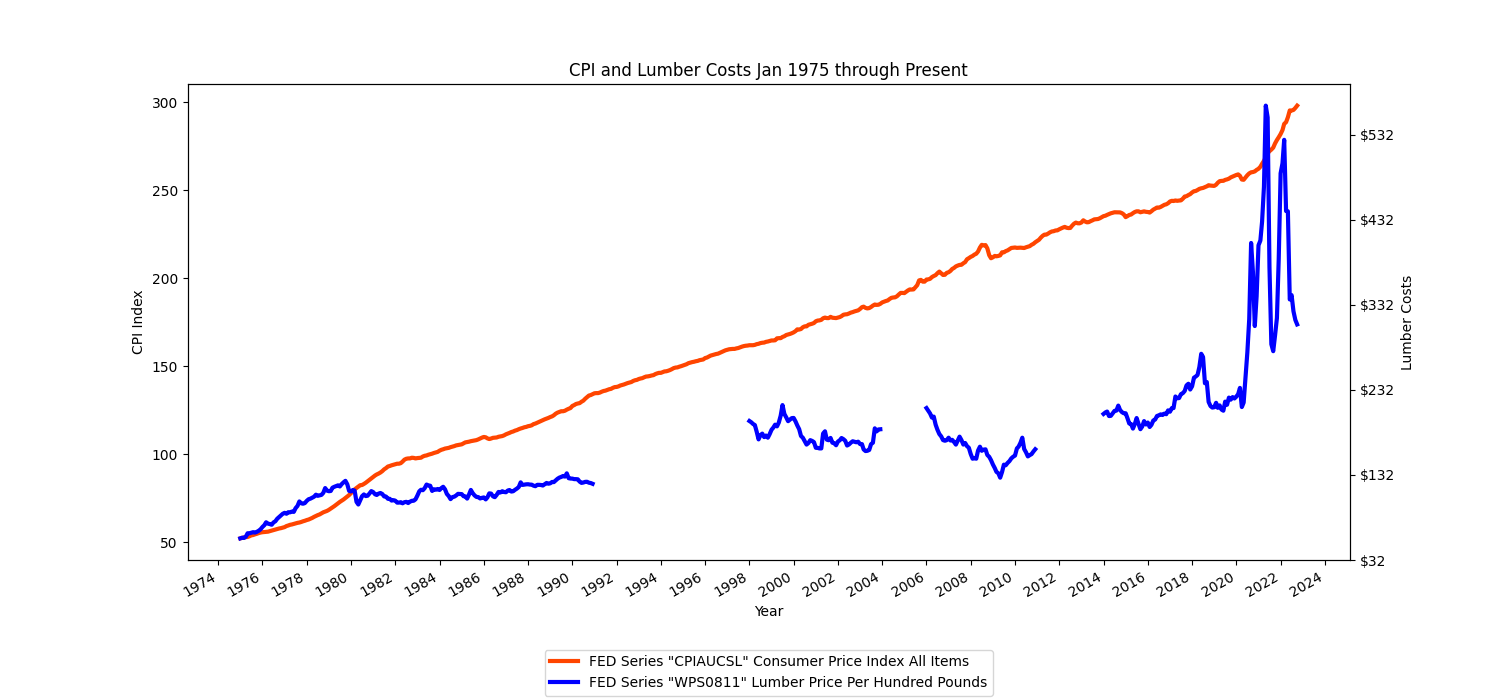 CPI and Lumber Costs Jan 1975 through Present
300
250
200
150
100
50
CPI Index
$532
$432
$332
$232
$132
$32
Lumber Costs
1974 1976 1978 1980 1982 1984 1986 1988 1990 1992 1994 1996 1998 2000 2002 2004 2006 2008 2010 2012 2014 2016 2018 2020 2022 2024
Year
FED Series "CPIAUCSL" Consumer Price Index All Items
FED Series "WPS0811" Lumber Price Per Hundred Pounds